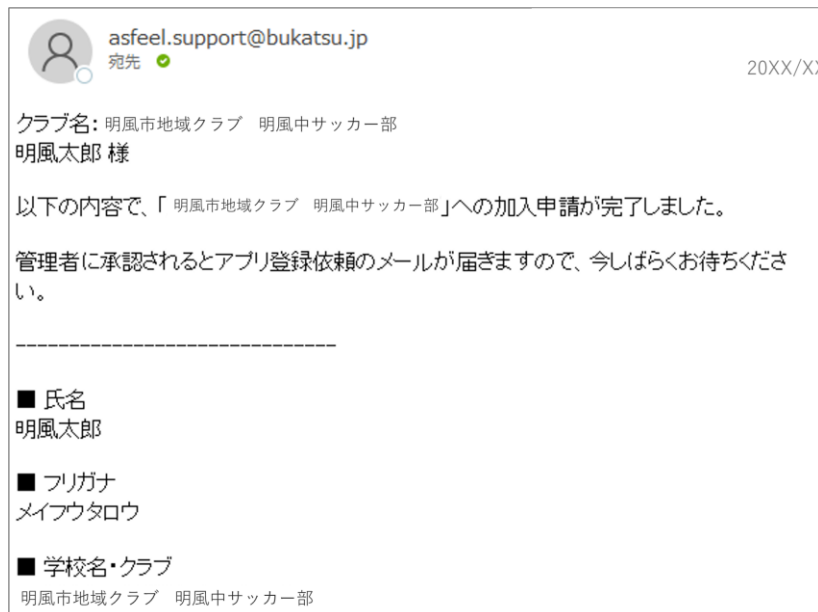 asfeel.support@bukatsu.jp
宛先
20XX/XX
クラブ名: 明風市地域クラブ　明風中サッカー部
明風太郎 様
以下の内容で、「 明風市地域クラブ　明風中サッカー部」への加入申請が完了しました。
管理者に承認されるとアプリ登録依頼のメールが届きますので、今しばらくお待ちくださ
い。
------------------------------
■ 氏名
明風太郎
■ フリガナ
メイフウタロウ
■ 学校名・クラブ
明風市地域クラブ　明風中サッカー部